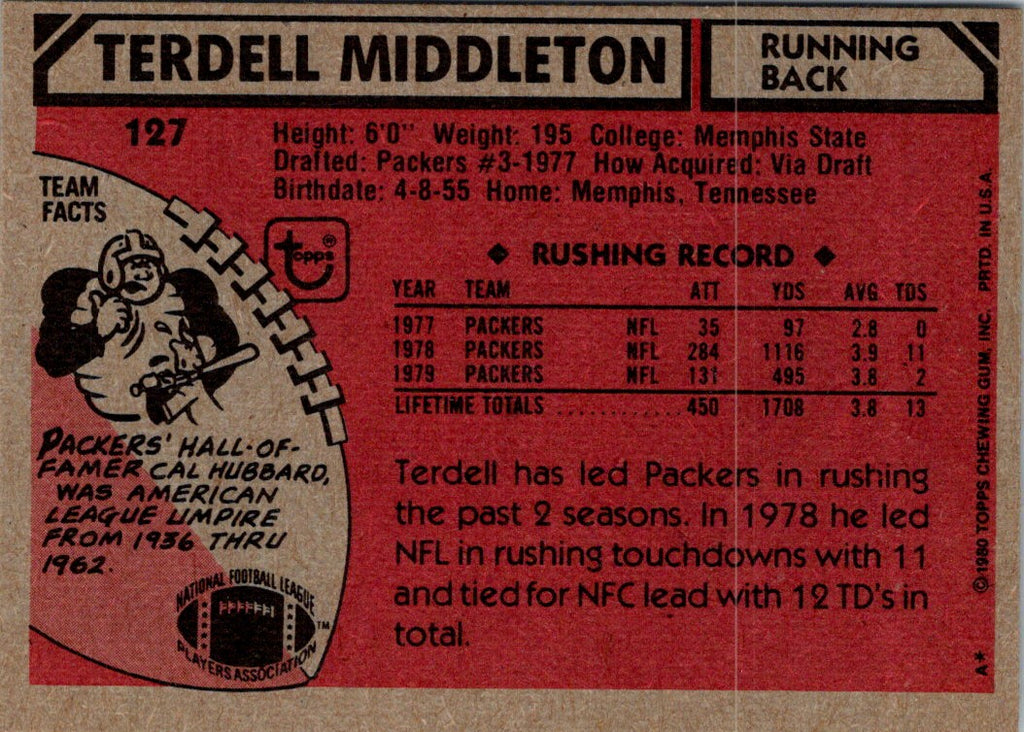 TERDELL MIDDLETON
RUNNING
BACK
127
Height: 6'0" Weight: 195 College: Memphis State
Drafted: Packers #3-1977 How Acquired: Via Draft
Birthdate: 4-8-55 Home: Memphis, Tennessee
TEAM
FACTS
topps®
◆ RUSHING RECORD ◆
YEAR TEAM ATT YDS AVG TDS
1977 PACKERS NFL 35 97 2.8 0
1978 PACKERS NFL 284 1116 3.9 11
1979 PACKERS NFL 131 495 3.8 2
LIFETIME TOTALS ............ 450 1708 3.8 13
PACKERS' HALL-OF-
FAMER CAL HUBBARD,
WAS AMERICAN
LEAGUE UMPIRE
FROM 1936 THRU
1962.
Terdell has led Packers in rushing
the past 2 seasons. In 1978 he led
NFL in rushing touchdowns with 11
and tied for NFC lead with 12 TD's in
total.
NATIONAL FOOTBALL LEAGUE
PLAYERS ASSOCIATION
™
A* ©1980 TOPPS CHEWING GUM, INC. PRTD. IN U.S.A.